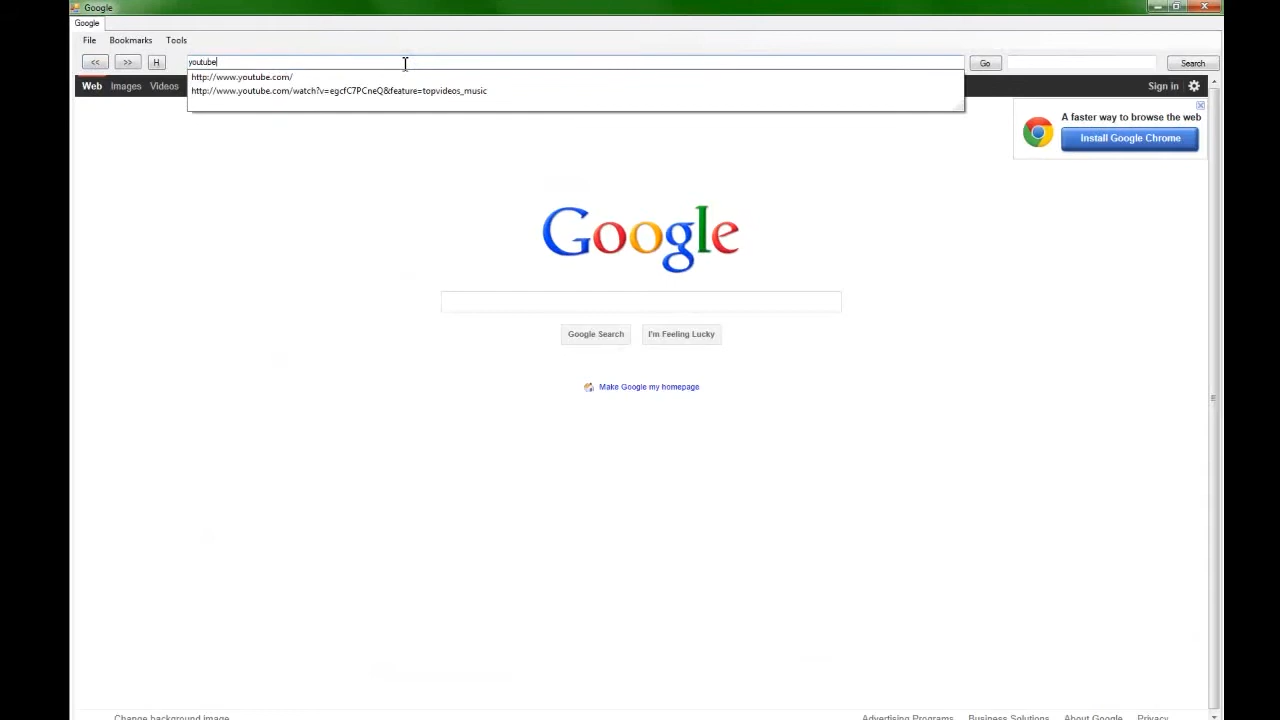 Google
Google
File Bookmarks Tools
<< >> H youtube Go Search
http://www.youtube.com/
http://www.youtube.com/watch?v=egcfC7PCneQ&feature=topvideos_music
Web Images Videos Sign in
A faster way to browse the web
Install Google Chrome
Google
Google Search I'm Feeling Lucky
Make Google my homepage
Change background image Advertising Programs Business Solutions About Google Privacy